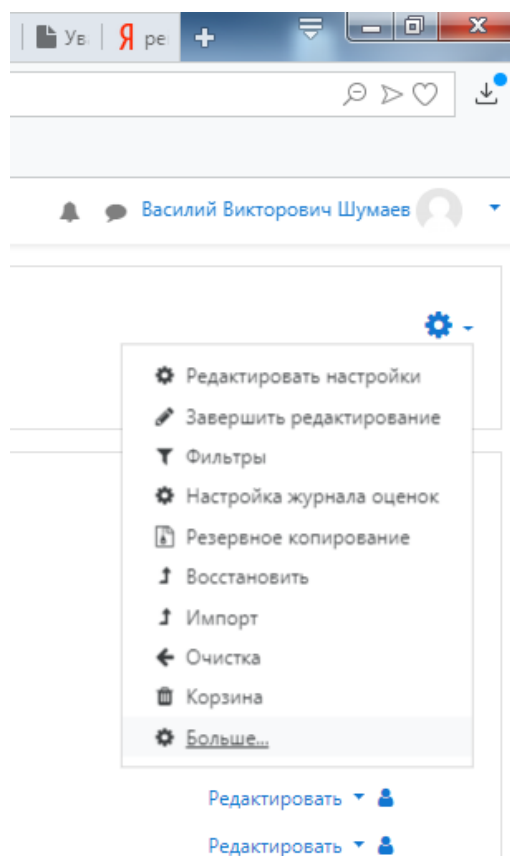 Ув Я ре
Василий Викторович Шумаев
Редактировать настройки
Завершить редактирование
Фильтры
Настройка журнала оценок
Резервное копирование
Восстановить
Импорт
Очистка
Корзина
Больше...
Редактировать
Редактировать